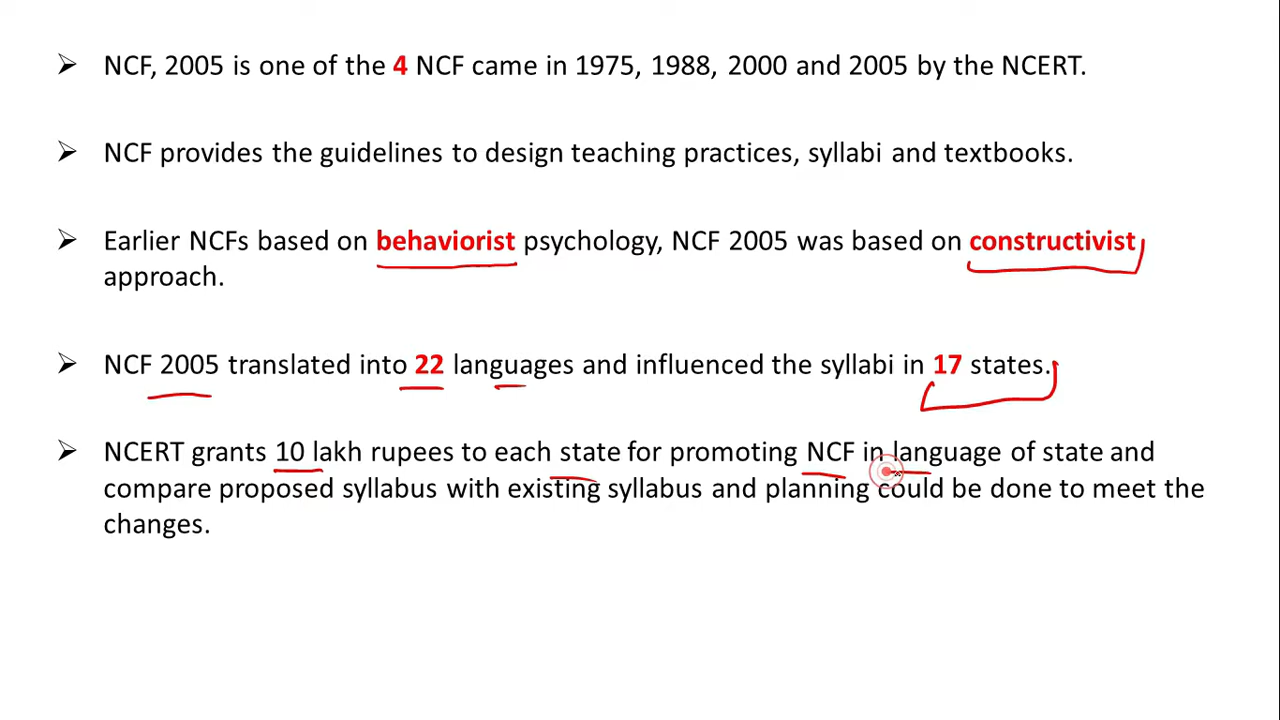 ➢ NCF, 2005 is one of the 4 NCF came in 1975, 1988, 2000 and 2005 by the NCERT.
➢ NCF provides the guidelines to design teaching practices, syllabi and textbooks.
➢ Earlier NCFs based on behaviorist psychology, NCF 2005 was based on constructivist
approach.
➢ NCF 2005 translated into 22 languages and influenced the syllabi in 17 states.
➢ NCERT grants 10 lakh rupees to each state for promoting NCF in language of state and
compare proposed syllabus with existing syllabus and planning could be done to meet the
changes.